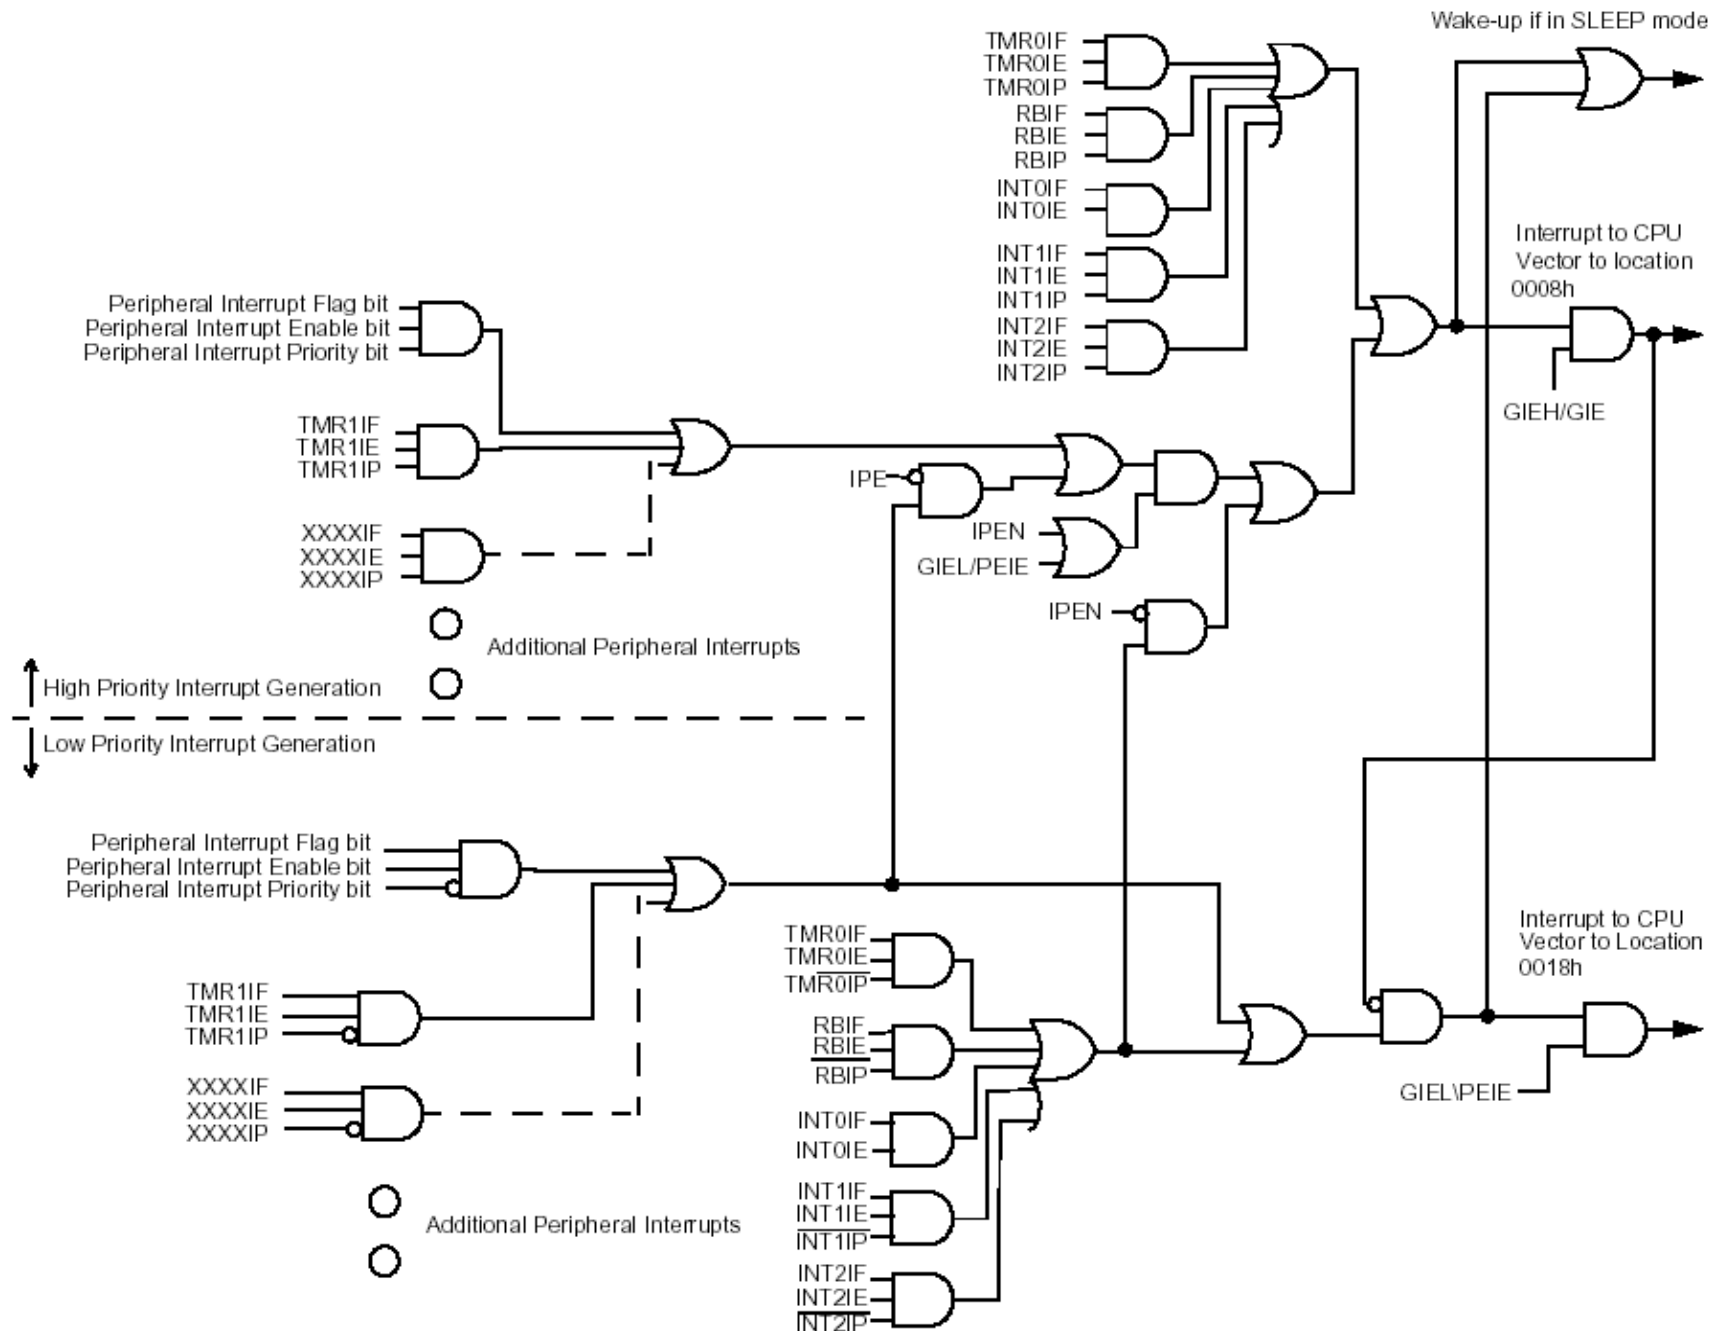 Wake-up if in SLEEP mode
TMR0IF
TMR0IE
TMR0IP
RBIF
RBIE
RBIP
INT0IF
INT0IE
INT1IF
INT1IE
INT1IP
INT2IF
INT2IE
INT2IP
Interrupt to CPU
Vector to location
0008h
GIEH/GIE
Peripheral Interrupt Flag bit
Peripheral Interrupt Enable bit
Peripheral Interrupt Priority bit
TMR1IF
TMR1IE
TMR1IP
XXXXIF
XXXXIE
XXXXIP
IPE
IPEN
GIEL/PEIE
IPEN
Additional Peripheral Interrupts
High Priority Interrupt Generation
Low Priority Interrupt Generation
Peripheral Interrupt Flag bit
Peripheral Interrupt Enable bit
Peripheral Interrupt Priority bit
TMR1IF
TMR1IE
TMR1IP
XXXXIF
XXXXIE
XXXXIP
Additional Peripheral Interrupts
TMR0IF
TMR0IE
TMR0IP
RBIF
RBIE
RBIP
INT0IF
INT0IE
INT1IF
INT1IE
INT1IP
INT2IF
INT2IE
INT2IP
Interrupt to CPU
Vector to Location
0018h
GIEL\PEIE